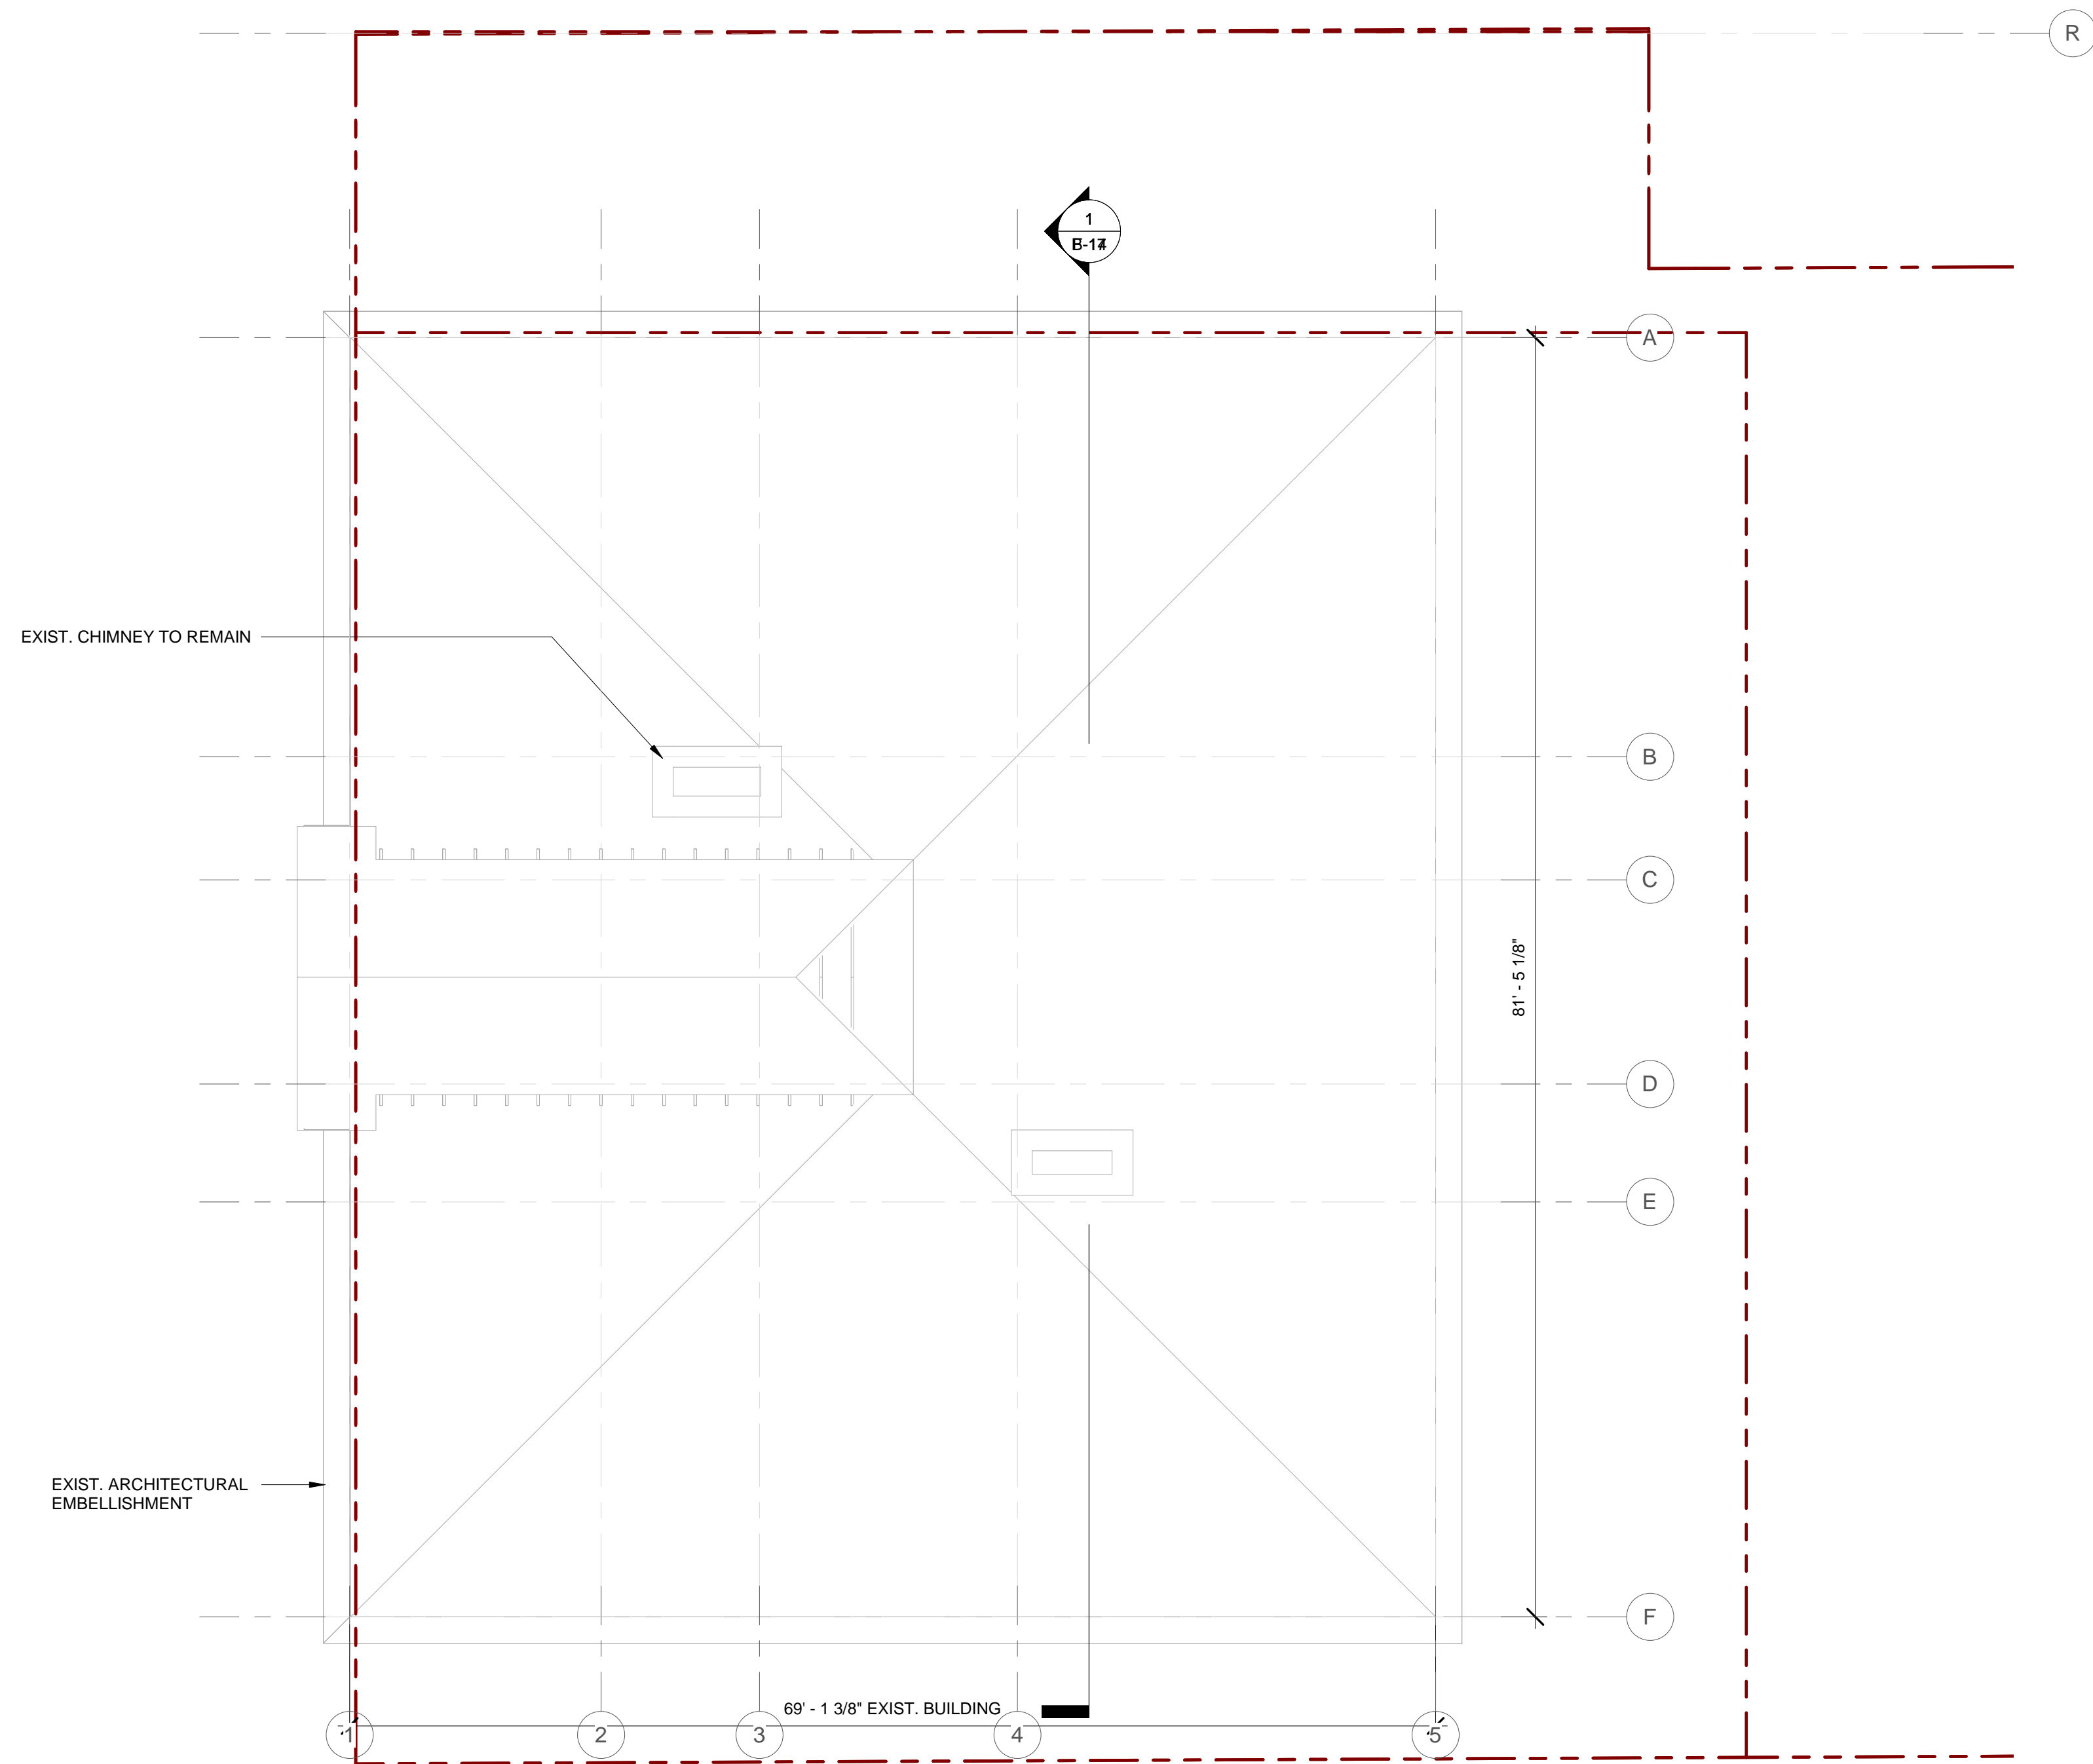 R
1
A
EXIST. CHIMNEY TO REMAIN
B
C
81' - 5 1/8"
D
E
EXIST. ARCHITECTURAL
EMBELLISHMENT
F
69' - 1 3/8" EXIST. BUILDING
1
2
3
4
5